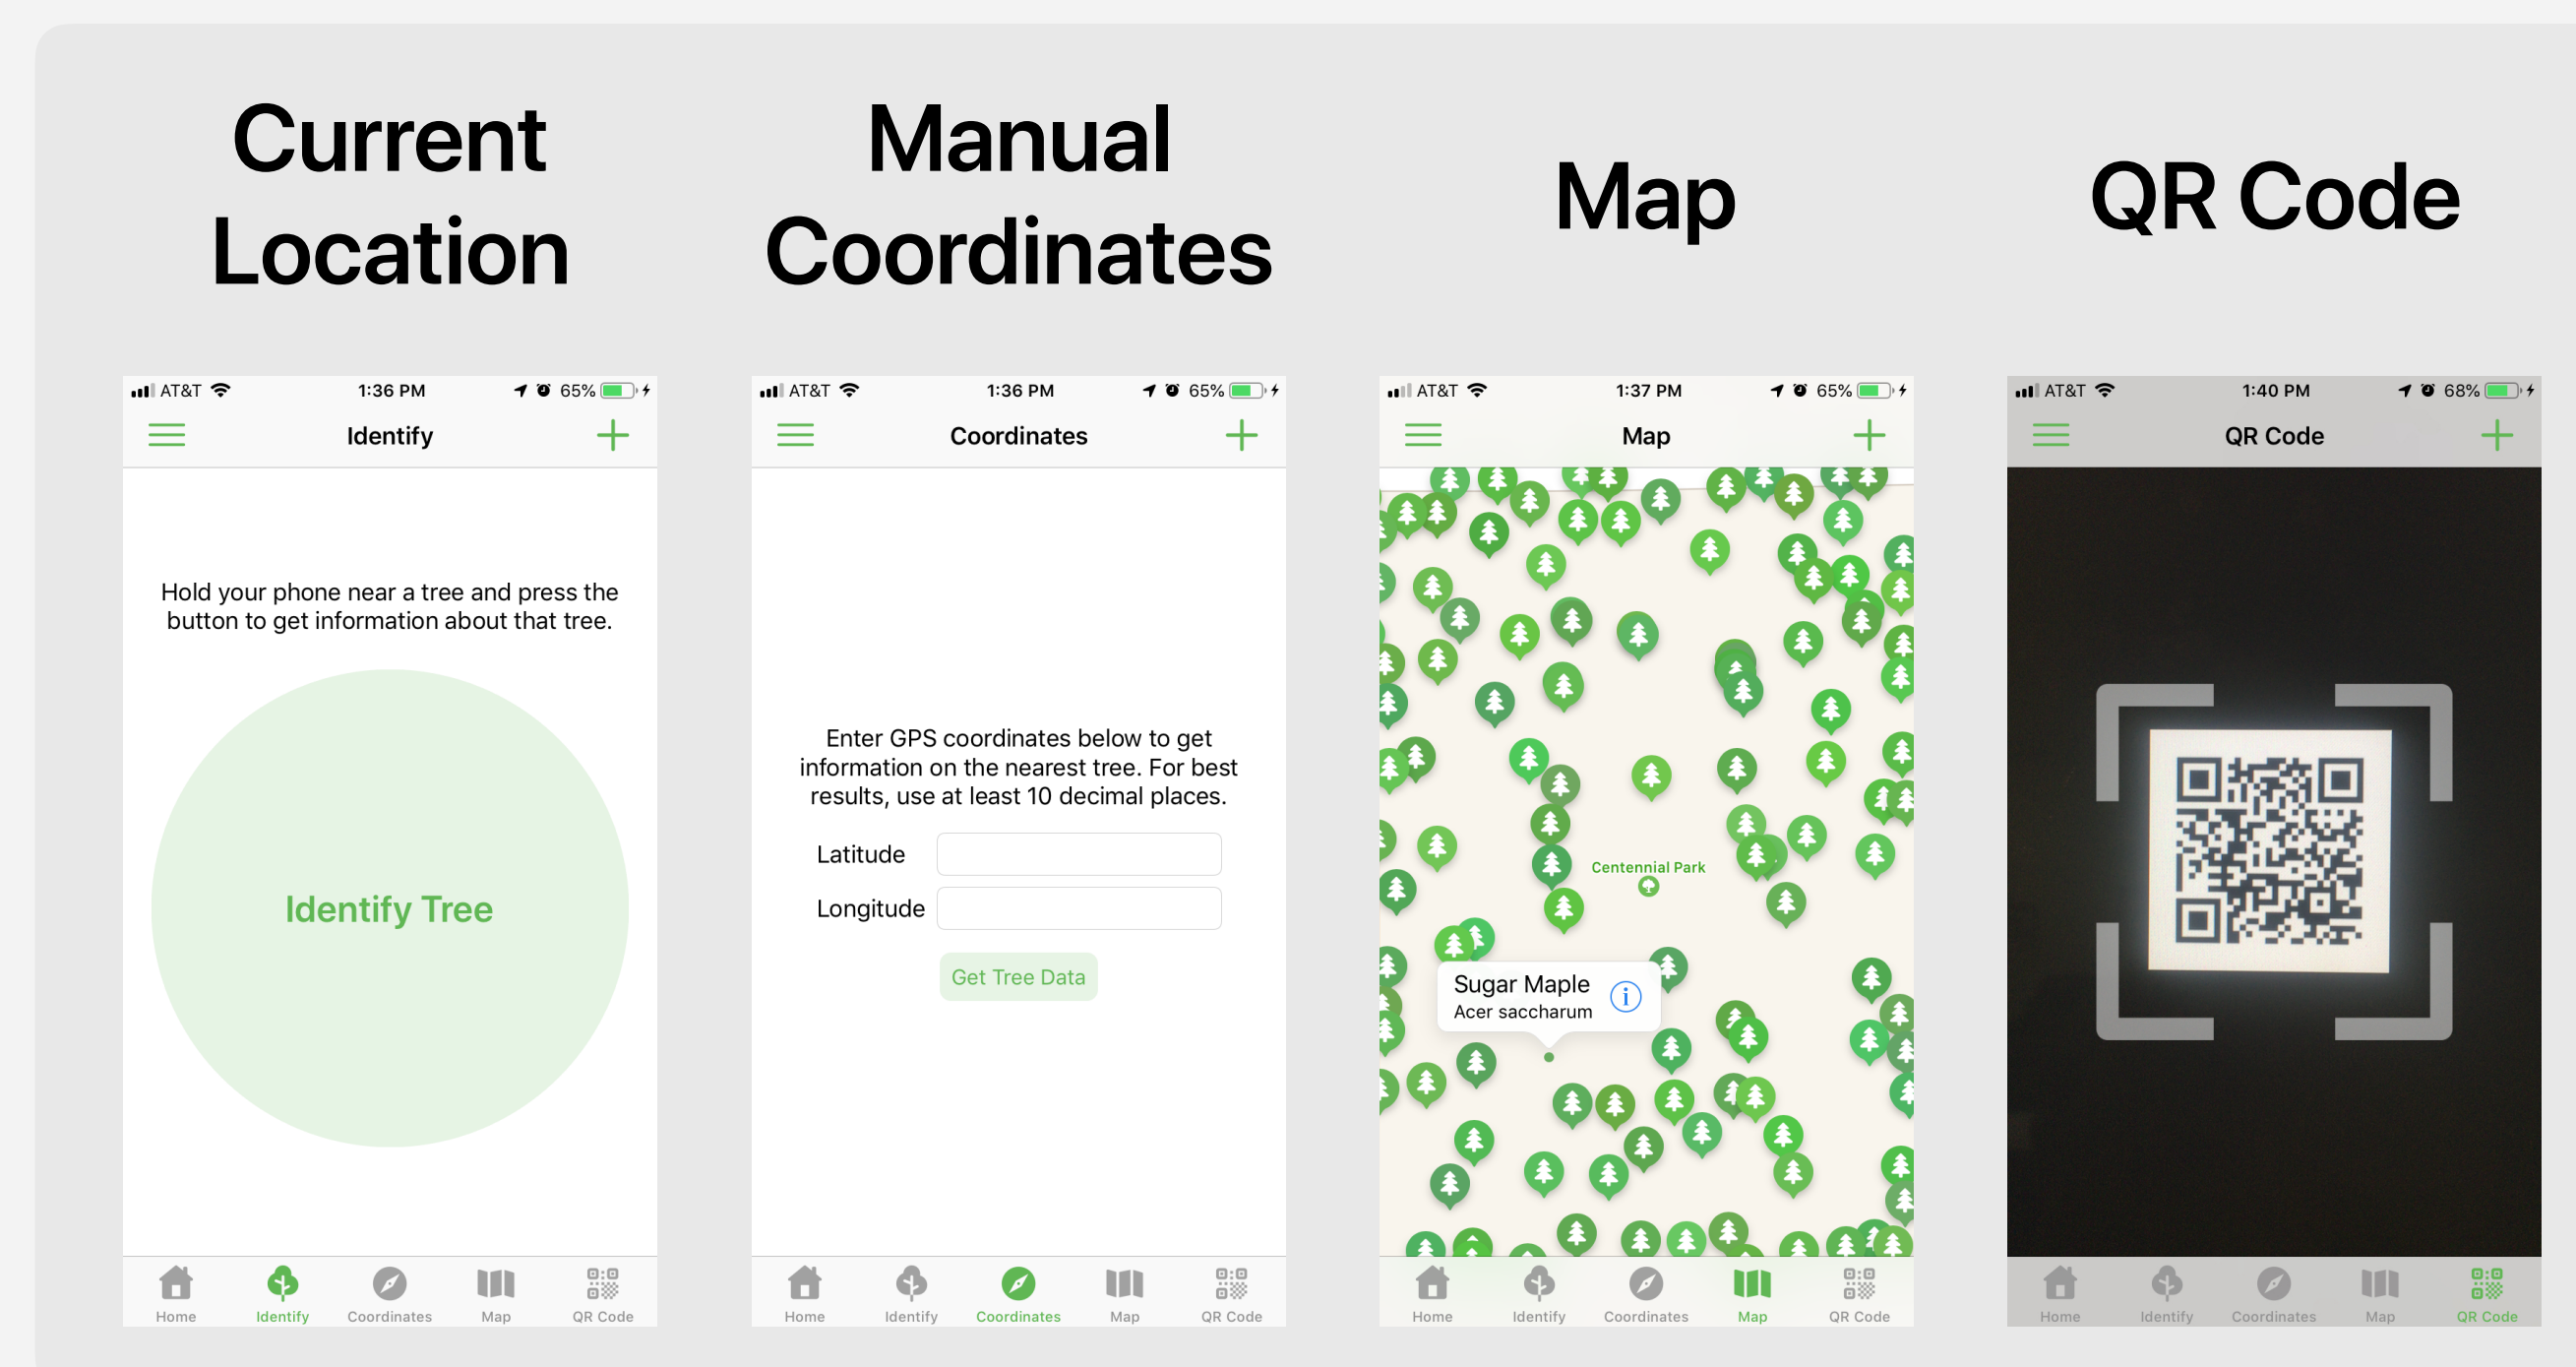 Current
Location
Manual
Coordinates
Map
QR Code
AT&T 1:36 PM 65%
Identify
Hold your phone near a tree and press the
button to get information about that tree.
Identify Tree
Home Identify Coordinates Map QR Code
AT&T 1:36 PM 65%
Coordinates
Enter GPS coordinates below to get
information on the nearest tree. For best
results, use at least 10 decimal places.
Latitude
Longitude
Get Tree Data
Home Identify Coordinates Map QR Code
AT&T 1:37 PM 65%
Map
Centennial Park
Sugar Maple
Acer saccharum
Home Identify Coordinates Map QR Code
AT&T 1:40 PM 68%
QR Code
Home Identify Coordinates Map QR Code